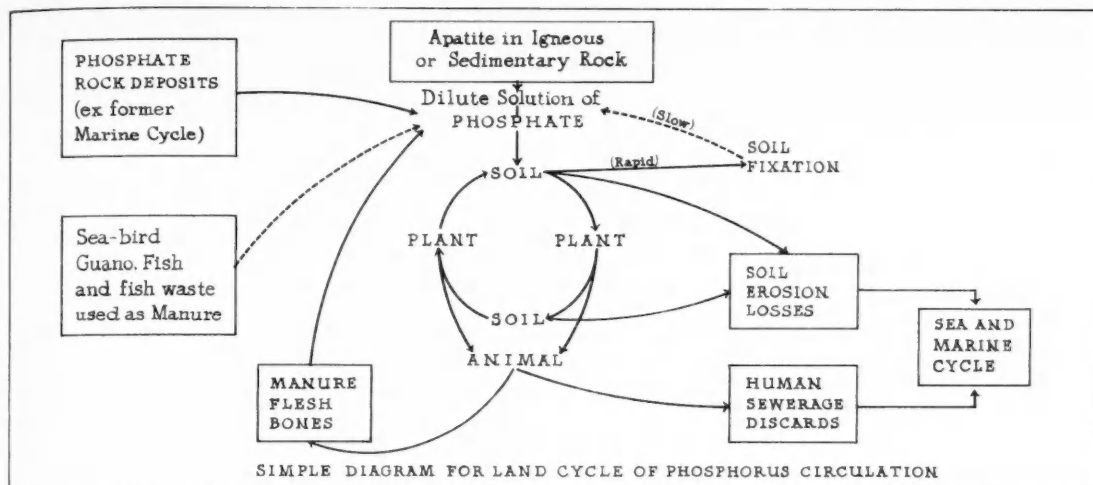 PHOSPHATE
ROCK DEPOSITS
(ex former
Marine Cycle)
Apatite in Igneous
or Sedimentary Rock
Dilute Solution of
PHOSPHATE
(Slow)
SOIL
FIXATION
(Rapid)
SOIL
Sea-bird
Guano. Fish
and fish waste
used as Manure
PLANT
PLANT
SOIL
EROSION
LOSSES
SOIL
SEA AND
MARINE
CYCLE
ANIMAL
MANURE
FLESH
BONES
HUMAN
SEWERAGE
DISCARDS
SIMPLE DIAGRAM FOR LAND CYCLE OF PHOSPHORUS CIRCULATION